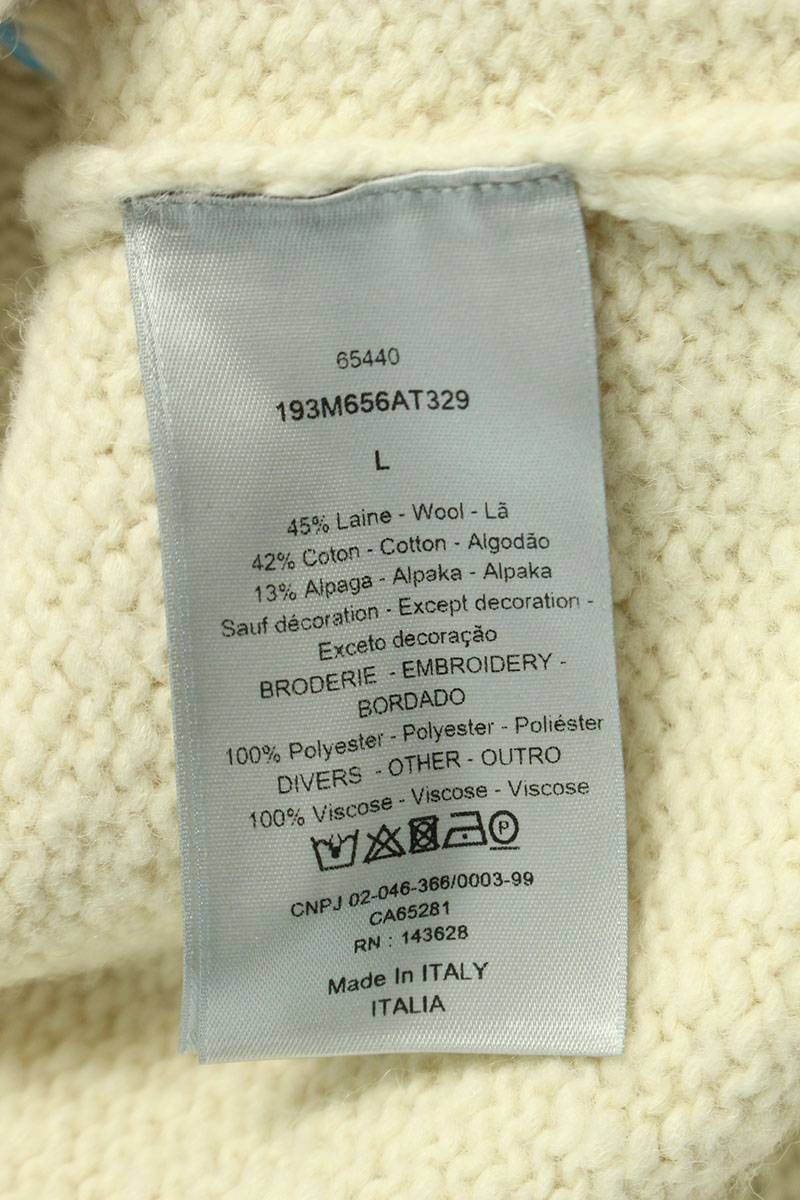 65440
193M656AT329
L
45% Laine - Wool - Lã
42% Coton - Cotton - Algodão
13% Alpaga - Alpaka - Alpaka
Sauf décoration - Except decoration -
Exceto decoração
BRODERIE - EMBROIDERY -
BORDADO
100% Polyester - Polyester - Poliéster
DIVERS - OTHER - OUTRO
100% Viscose - Viscose - Viscose
P
CNPJ 02-046-366/0003-99
CA65281
RN : 143628
Made In ITALY
ITALIA